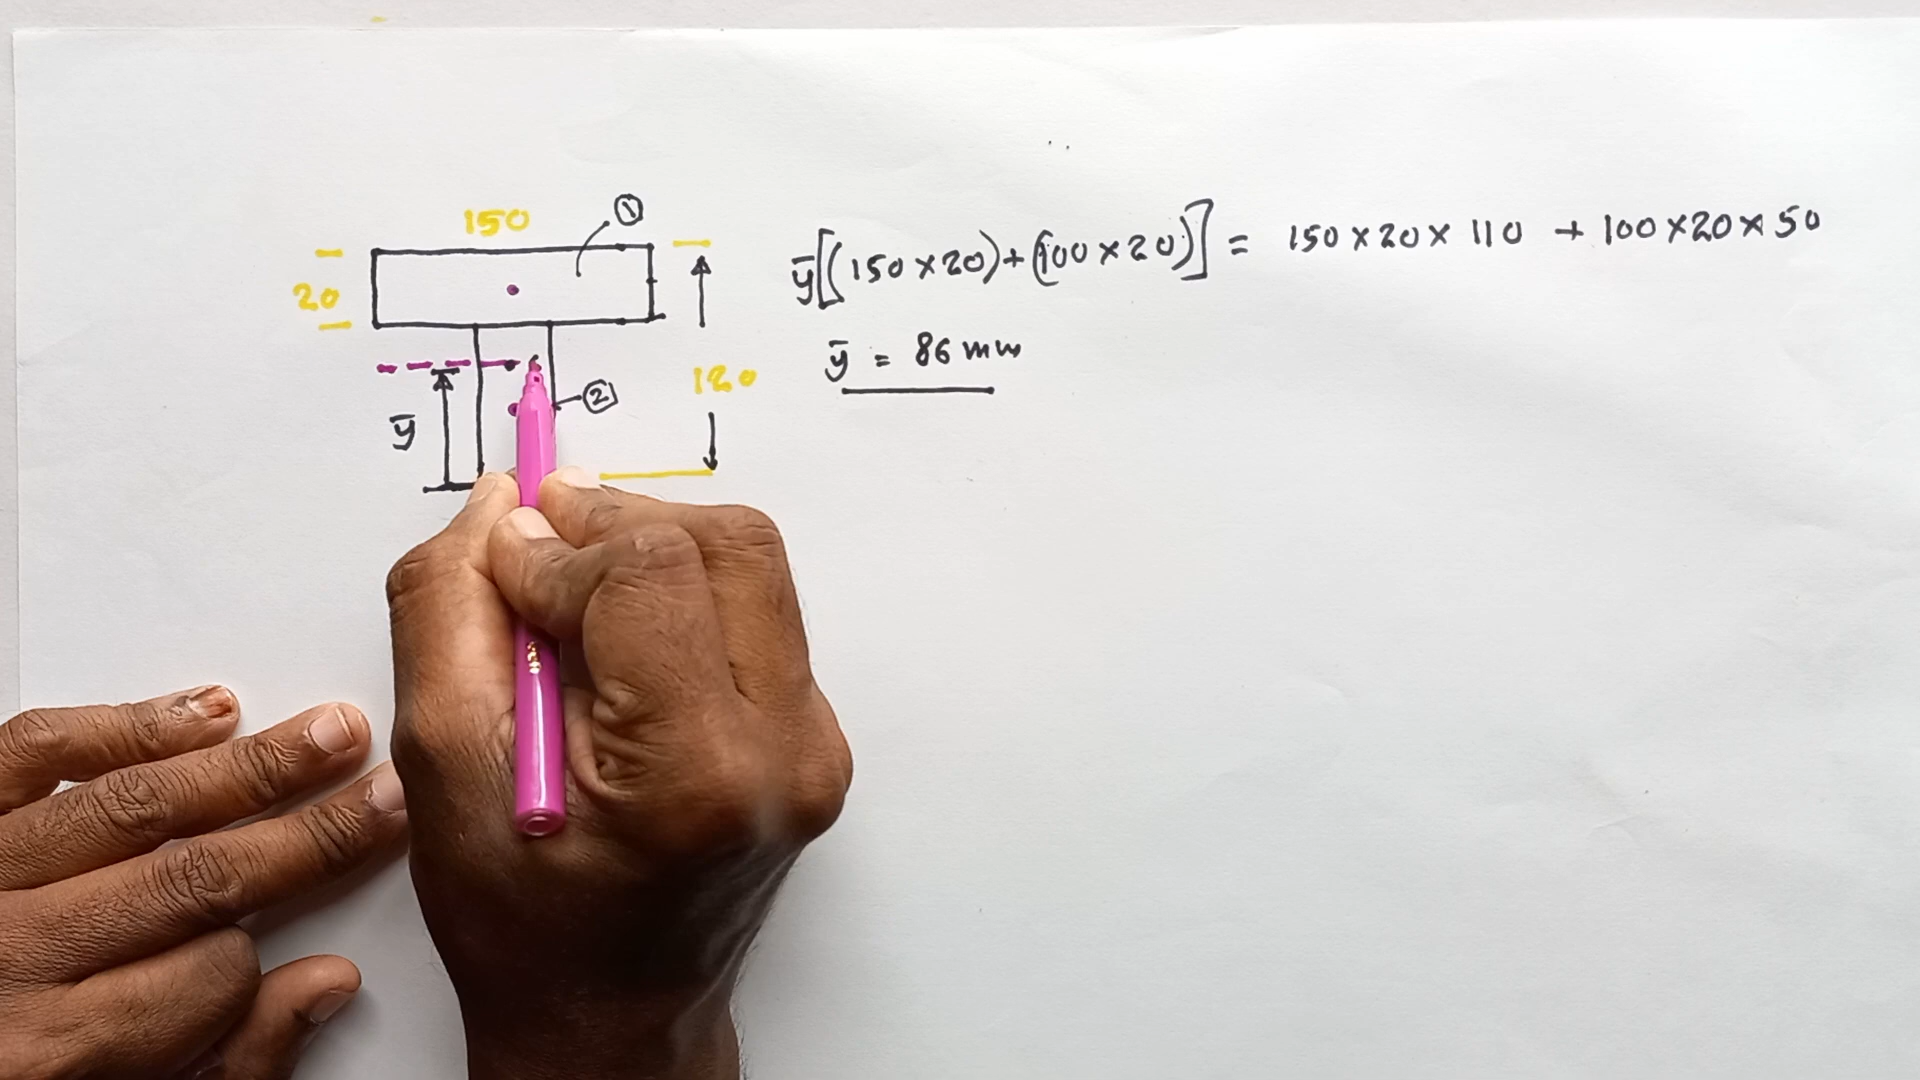 150
①
20
ȳ[(150×20)+(100×20)] = 150×20×110 + 100×20×50
ȳ = 86 mm
120
②
ȳ